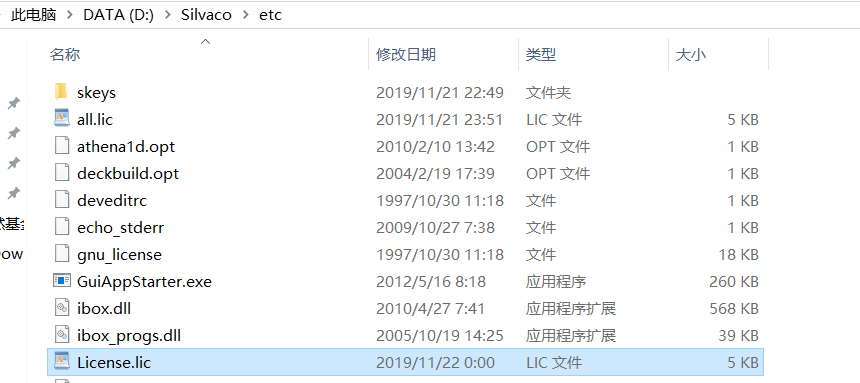 此电脑 > DATA (D:) > Silvaco > etc
名称 修改日期 类型 大小
skeys 2019/11/21 22:49 文件夹
all.lic 2019/11/21 23:51 LIC 文件 5 KB
athena1d.opt 2010/2/10 13:42 OPT 文件 1 KB
deckbuild.opt 2004/2/19 17:39 OPT 文件 1 KB
deveditrc 1997/10/30 11:18 文件 1 KB
echo_stderr 2009/10/27 7:38 文件 1 KB
gnu_license 1997/10/30 11:18 文件 18 KB
GuiAppStarter.exe 2012/5/16 8:18 应用程序 260 KB
ibox.dll 2010/4/27 7:41 应用程序扩展 568 KB
ibox_progs.dll 2005/10/19 14:25 应用程序扩展 39 KB
License.lic 2019/11/22 0:00 LIC 文件 5 KB